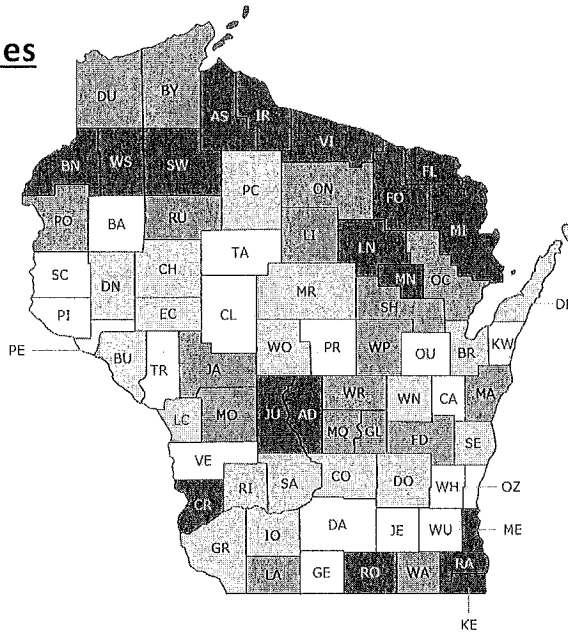 es
DU
BY
AS
IR
VI
FL
BN
WS
SW
PC
ON
FO
MI
PO
BA
RU
LI
LN
TA
SC
DN
CH
MN
OC
MR
SH
PI
EC
CL
PE
BU
TR
WO
PR
WP
OU
BR
KW
JA
WR
WN
CA
MA
LC
MO
JU
AD
MQ
GL
FD
SE
VE
CR
RI
SA
CO
DO
WH
OZ
GR
IO
DA
JE
WU
ME
LA
GE
RO
WA
RA
KE